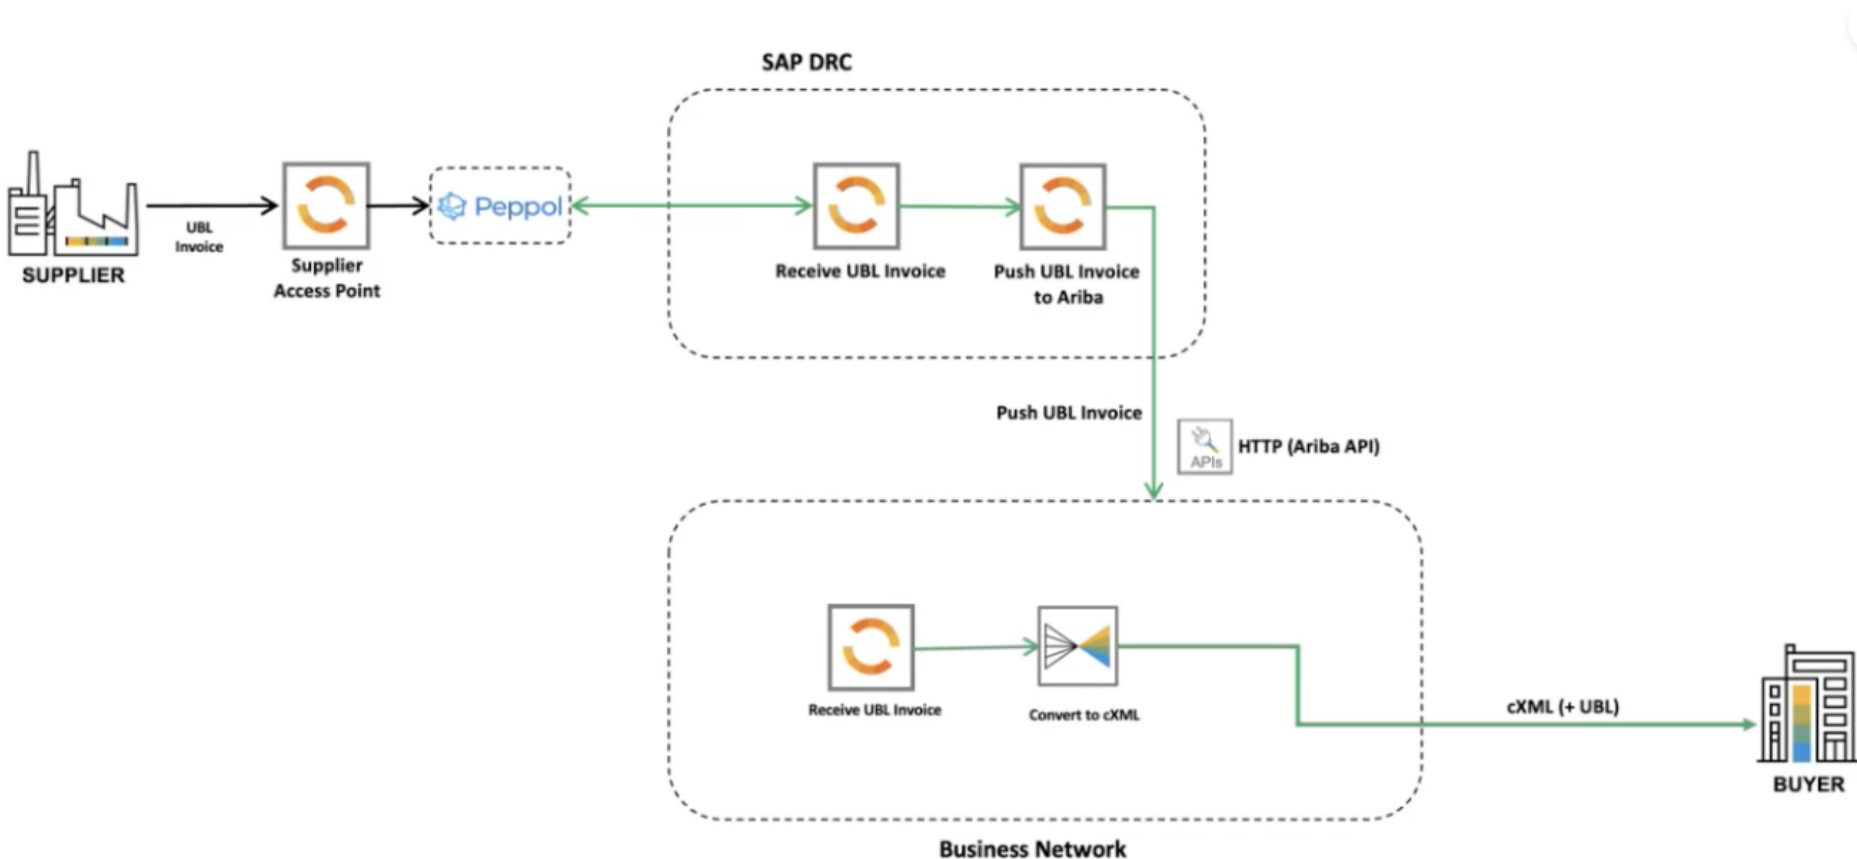 SAP DRC
SUPPLIER
UBL
Invoice
Supplier
Access Point
Peppol
Receive UBL Invoice
Push UBL Invoice
to Ariba
Push UBL Invoice
APIs
HTTP (Ariba API)
Receive UBL Invoice
Convert to cXML
cXML (+ UBL)
BUYER
Business Network